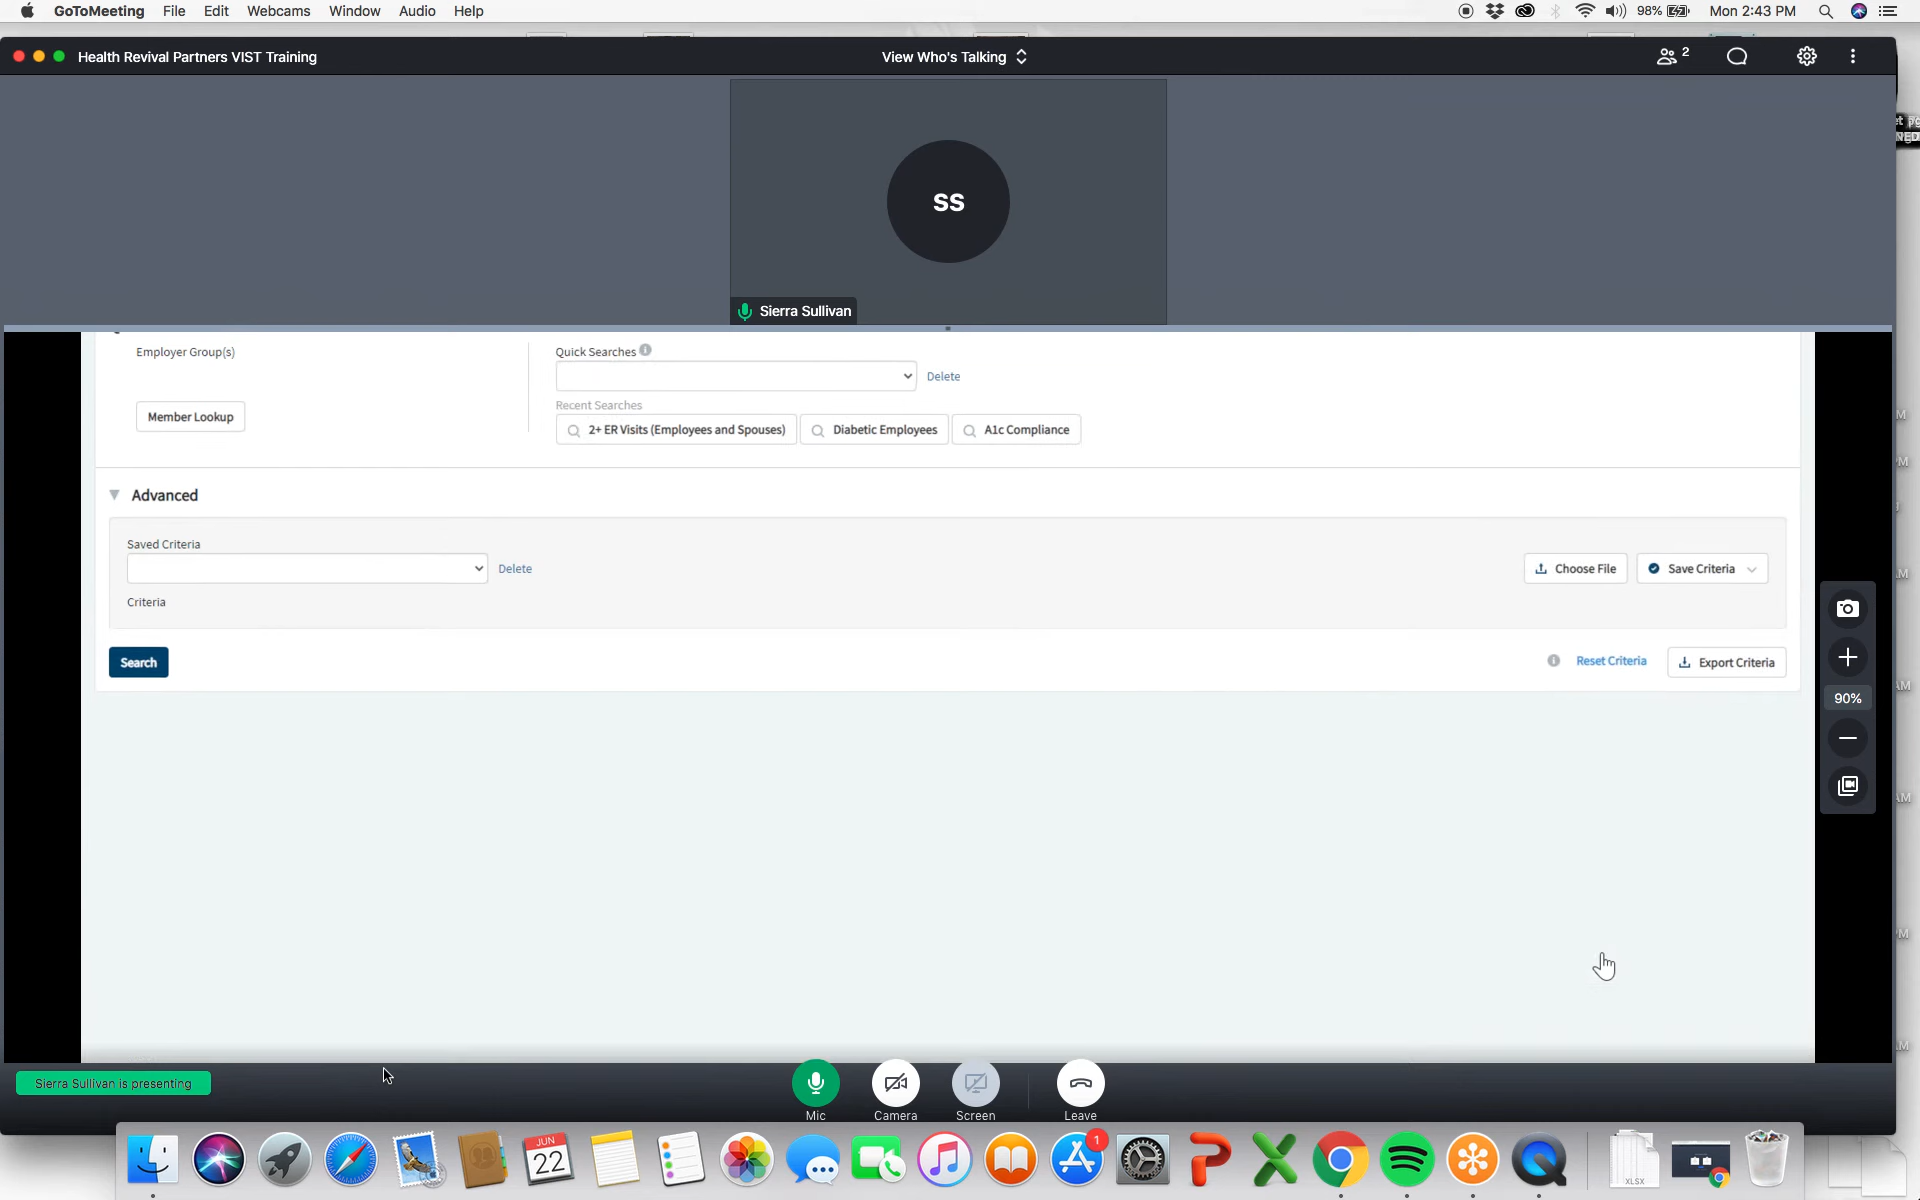 GoToMeeting File Edit Webcams Window Audio Help
98% Mon 2:43 PM
Health Revival Partners VIST Training
View Who's Talking
2
SS
Sierra Sullivan
Employer Group(s)
Quick Searches
Delete
Recent Searches
Member Lookup
2+ ER Visits (Employees and Spouses)
Diabetic Employees
A1c Compliance
Advanced
Saved Criteria
Delete
Choose File
Save Criteria
Criteria
Search
Reset Criteria
Export Criteria
90%
Sierra Sullivan is presenting
Mic
Camera
Screen
Leave
JUN
22
1
XLSX